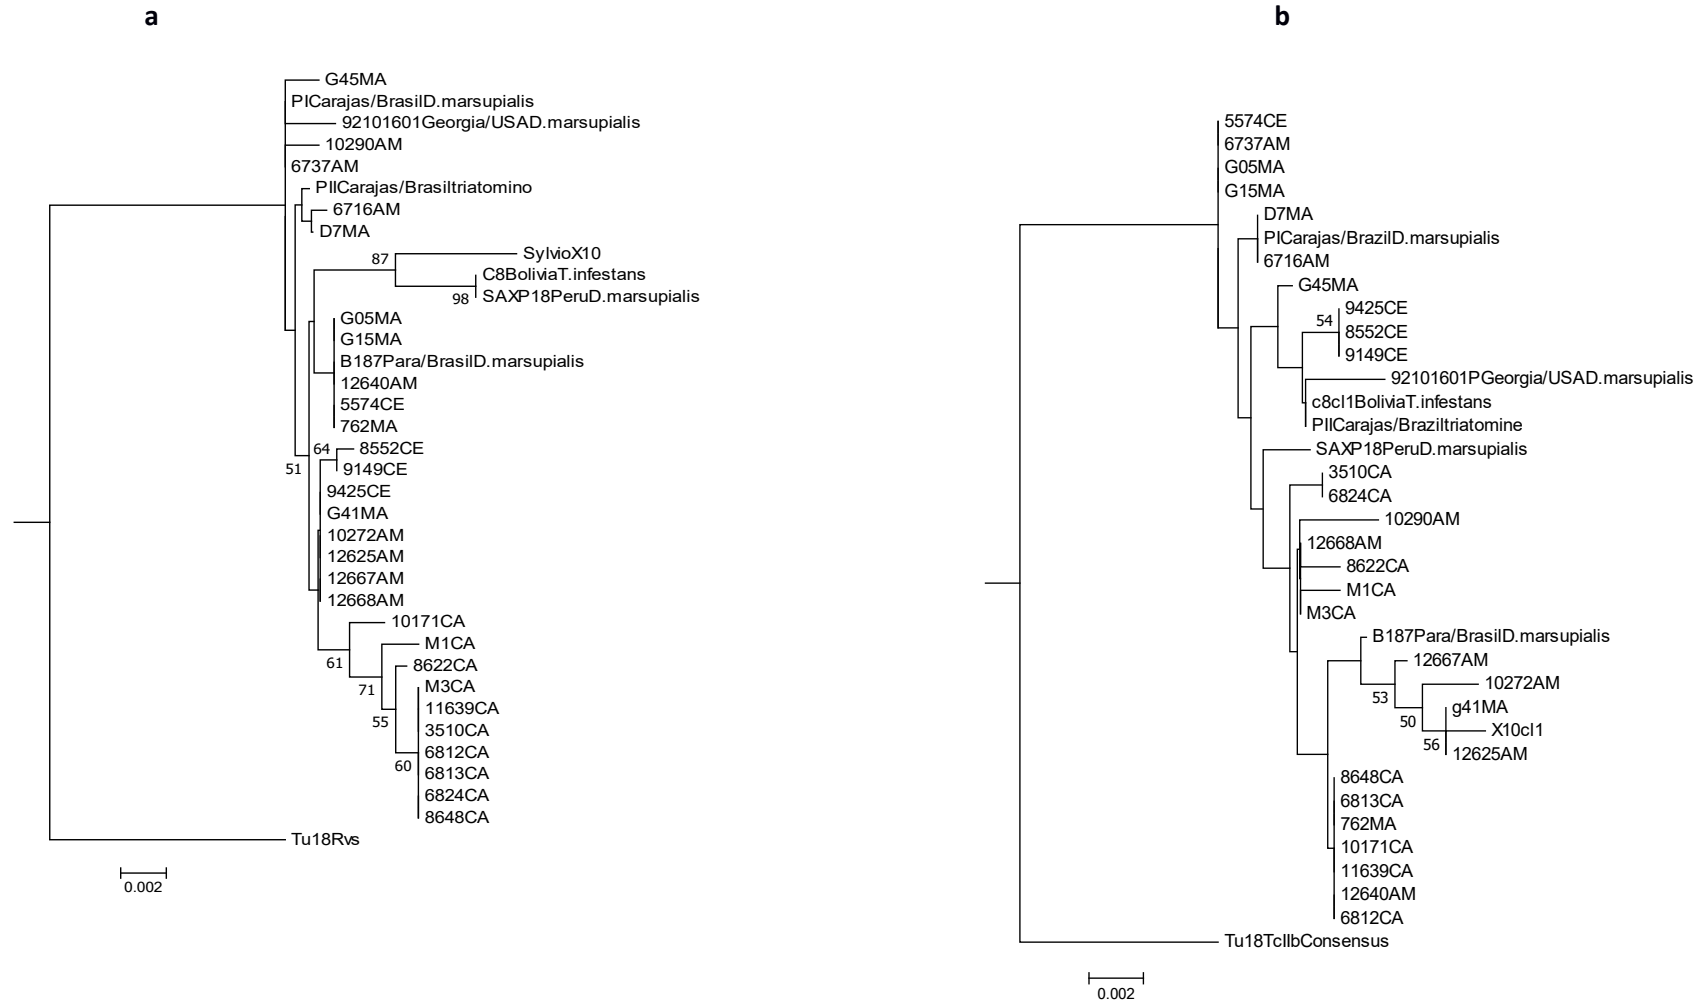 a
G45MA
PICarajas/BrasilD.marsupialis
92101601Georgia/USAD.marsupialis
10290AM
6737AM
PIICarajas/Brasiltriatomino
6716AM
D7MA
SylvioX10
87
C8BoliviaT.infestans
SAXP18PeruD.marsupialis
98
G05MA
G15MA
B187Para/BrasilD.marsupialis
12640AM
5574CE
762MA
64
8552CE
51
9149CE
9425CE
G41MA
10272AM
12625AM
12667AM
12668AM
10171CA
M1CA
61
8622CA
71
M3CA
11639CA
55
3510CA
6812CA
60
6813CA
6824CA
8648CA
Tu18Rvs
0.002
b
5574CE
6737AM
G05MA
G15MA
D7MA
PICarajas/BrazilD.marsupialis
6716AM
G45MA
9425CE
54
8552CE
9149CE
92101601PGeorgia/USAD.marsupialis
c8cl1BoliviaT.infestans
PIICarajas/Braziltriatomine
SAXP18PeruD.marsupialis
3510CA
6824CA
10290AM
12668AM
8622CA
M1CA
M3CA
B187Para/BrasilD.marsupialis
12667AM
10272AM
53
g41MA
50
X10cl1
56
12625AM
8648CA
6813CA
762MA
10171CA
11639CA
12640AM
6812CA
Tu18TcIIbConsensus
0.002